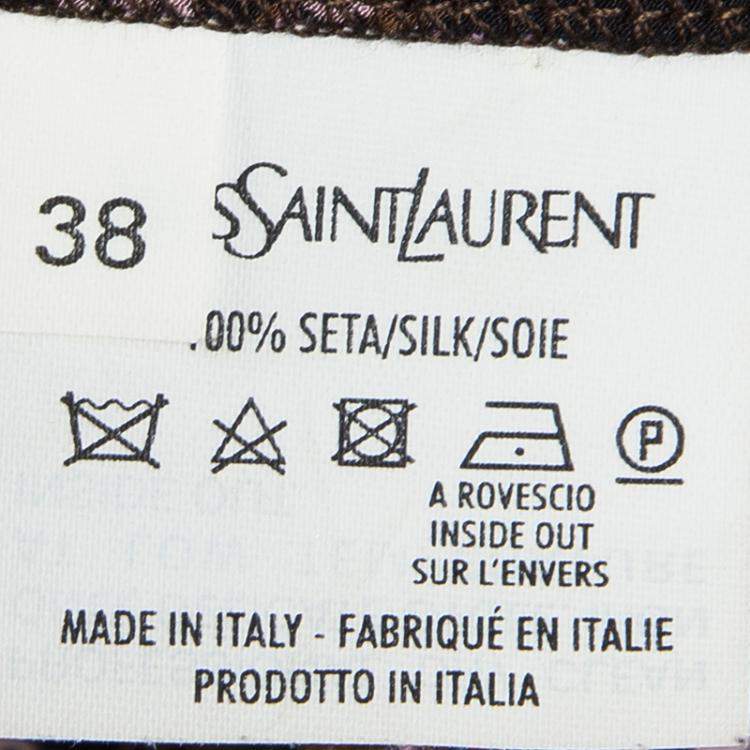 38
SAINT LAURENT
.00% SETA/SILK/SOIE
P
A ROVESCIO
INSIDE OUT
SUR L'ENVERS
MADE IN ITALY - FABRIQUÉ EN ITALIE
PRODOTTO IN ITALIA